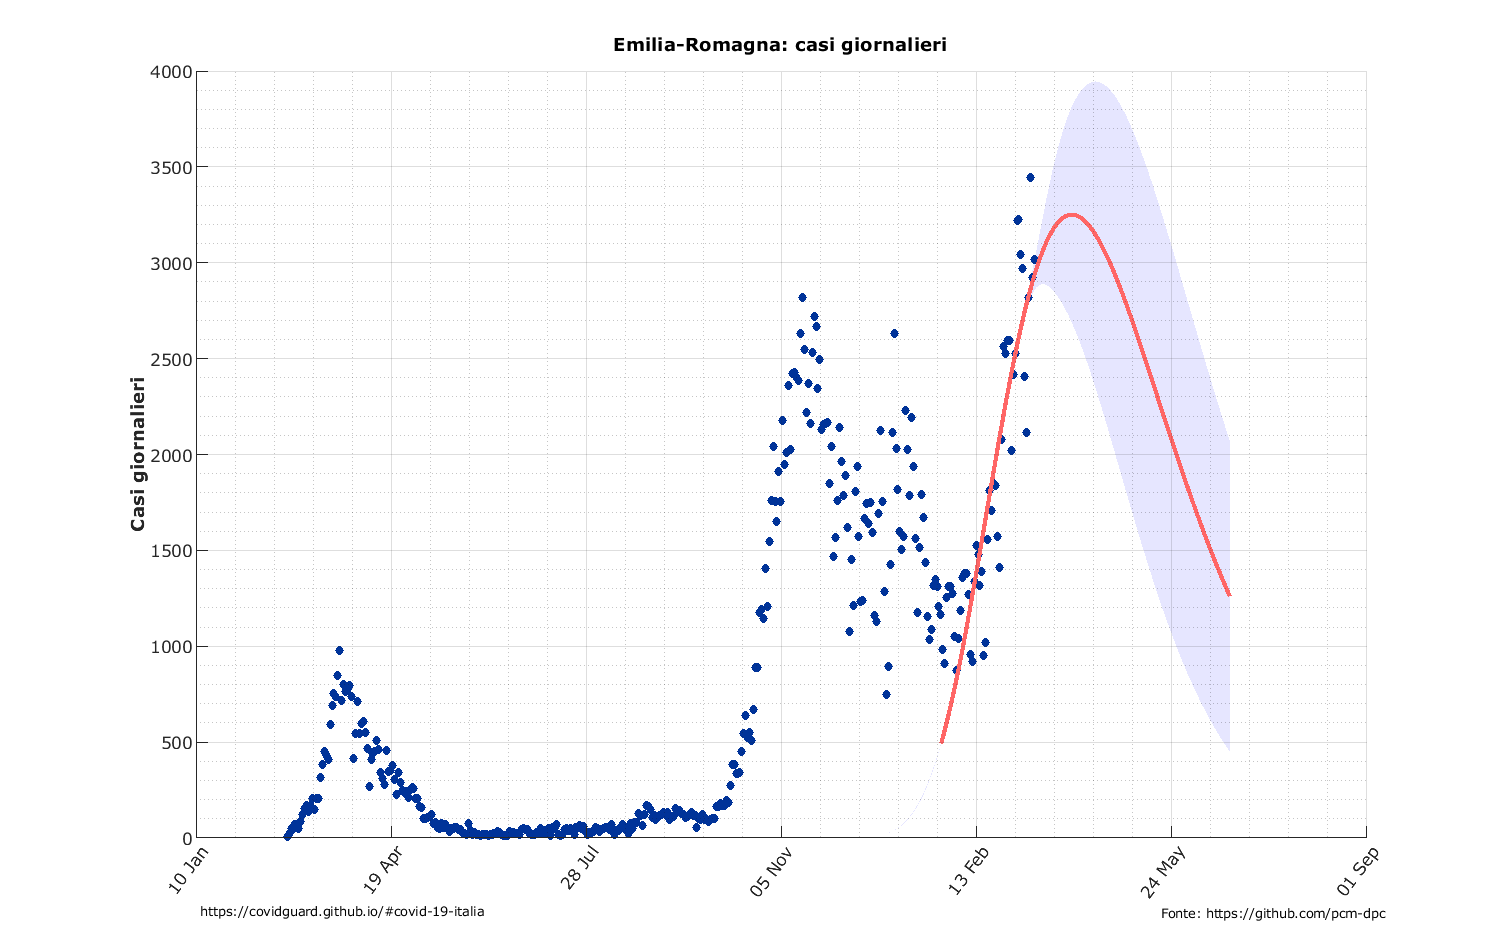 Emilia-Romagna: casi giornalieri
4000
3500
3000
2500
2000
1500
1000
500
0
Casi giornalieri
10 Jan
19 Apr
28 Jul
05 Nov
13 Feb
24 May
01 Sep
https://covidguard.github.io/#covid-19-italia
Fonte: https://github.com/pcm-dpc